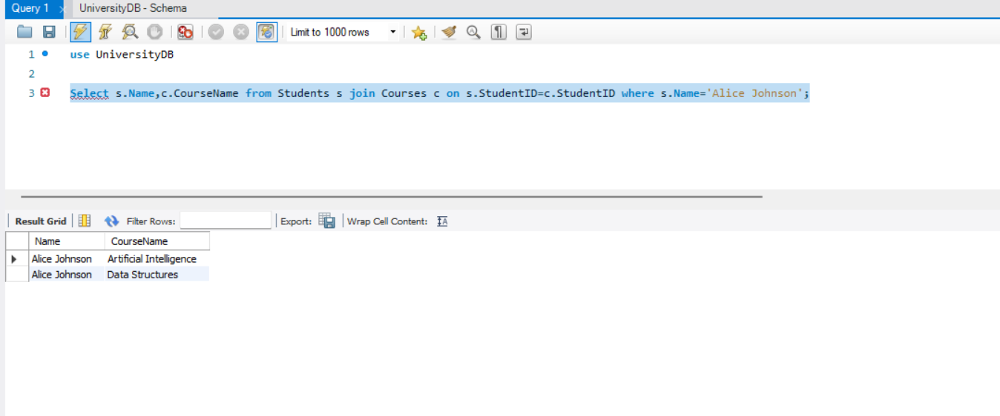 Query 1 UniversityDB - Schema
Limit to 1000 rows
1 use UniversityDB
2
3 Select s.Name,c.CourseName from Students s join Courses c on s.StudentID=c.StudentID where s.Name='Alice Johnson';
Result Grid Filter Rows: Export: Wrap Cell Content: IA
Name CourseName
Alice Johnson Artificial Intelligence
Alice Johnson Data Structures